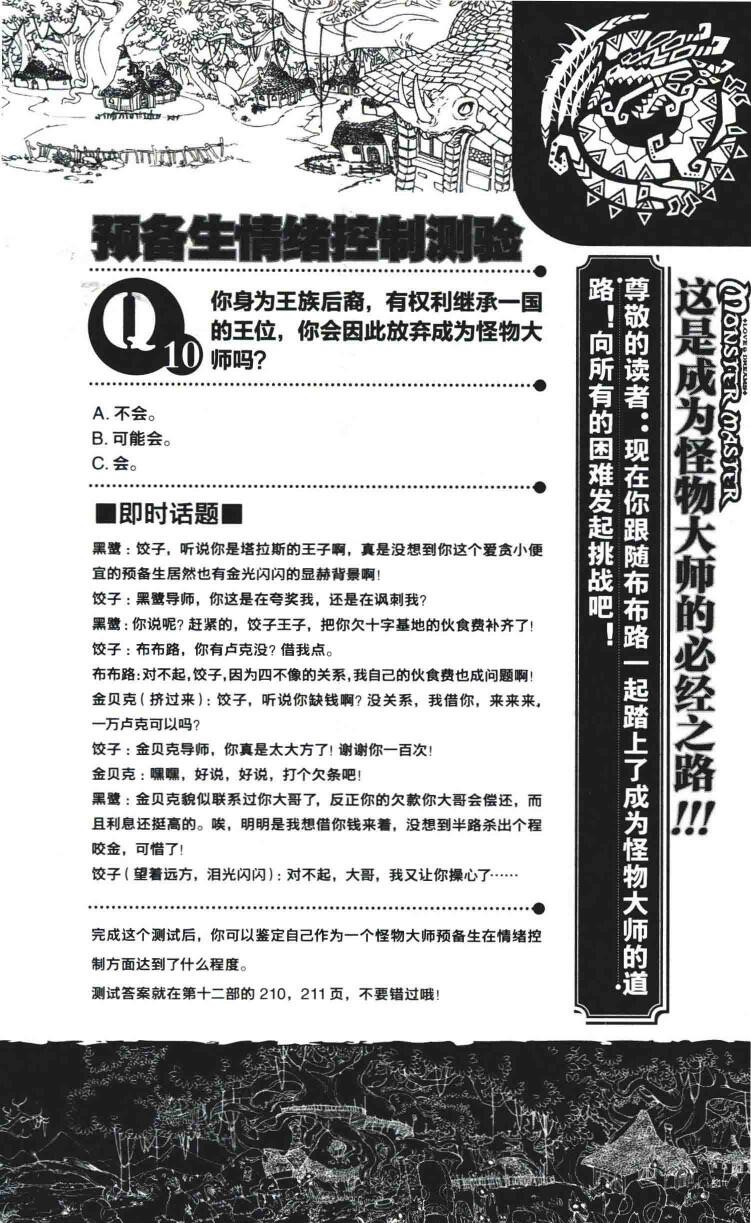 预备生情绪控制测验
Q10
你身为王族后裔，有权利继承一国
的王位，你会因此放弃成为怪物大
师吗？
A. 不会。
B. 可能会。
C. 会。
■即时话题■
黑鹭：饺子，听说你是塔拉斯的王子啊，真是没想到你这个爱贪小便
宜的预备生居然也有金光闪闪的显赫背景啊！
饺子：黑鹭导师，你这是在夸奖我，还是在讽刺我？
黑鹭：你说呢？赶紧的，饺子王子，把你欠十字基地的伙食费补齐了！
饺子：布布路，你有卢克没？借我点。
布布路：对不起，饺子，因为四不像的关系，我自己的伙食费也成问题啊！
金贝克（挤过来）：饺子，听说你缺钱啊？没关系，我借你，来来来，
一万卢克可以吗？
饺子：金贝克导师，你真是太大方了！谢谢你一百次！
金贝克：嘿嘿，好说，好说，打个欠条吧！
黑鹭：金贝克貌似联系过你大哥了，反正你的欠款你大哥会偿还，而
且利息还挺高的。唉，明明是我想借你钱来着，没想到半路杀出个程
咬金，可惜了！
饺子（望着远方，泪光闪闪）：对不起，大哥，我又让你操心了……
完成这个测试后，你可以鉴定自己作为一个怪物大师预备生在情绪控
制方面达到了什么程度。
测试答案就在第十二部的 210，211 页，不要错过哦！
MONSTER MASTER
+LOVE & DREAMS+
这是成为怪物大师的必经之路!!!
尊敬的读者：现在你跟随布布路一起踏上了成为怪物大师的道
路！向所有的困难发起挑战吧！